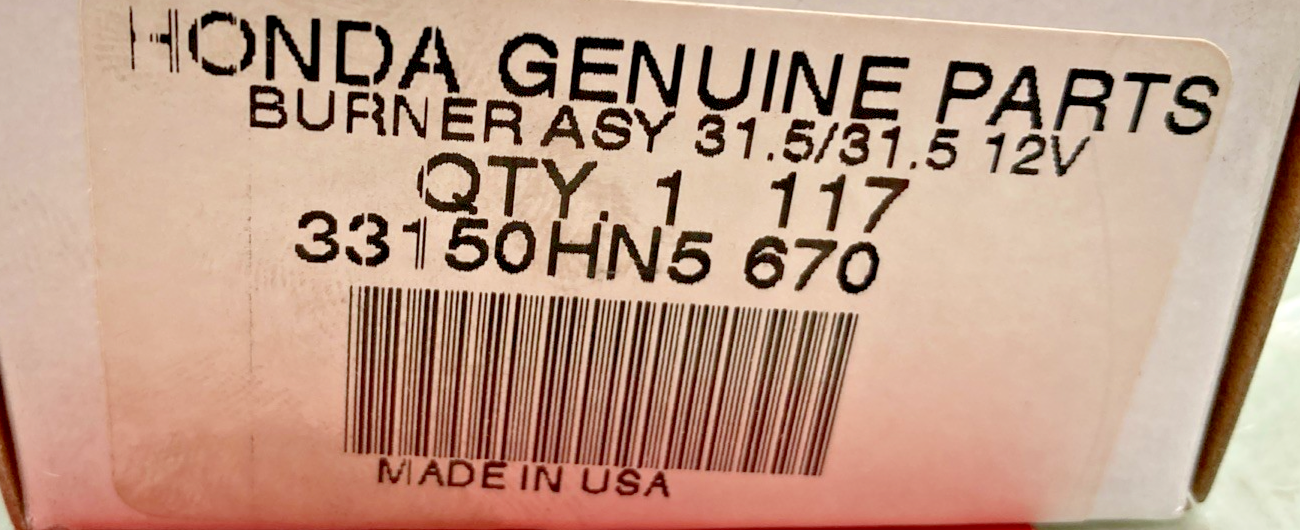 HONDA GENUINE PARTS
BURNER ASY 31.5/31.5 12V
QTY. 1 117
33150HN5 670
MADE IN USA